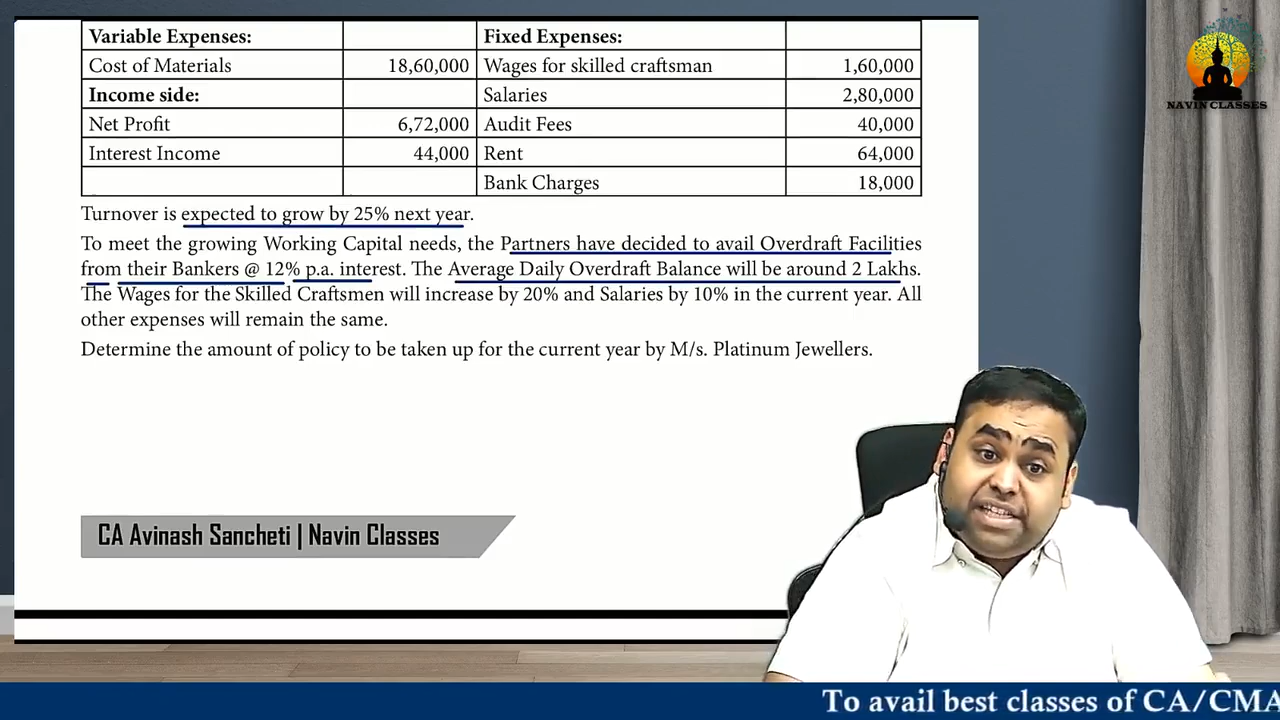 Variable Expenses: Fixed Expenses:
Cost of Materials 18,60,000 Wages for skilled craftsman 1,60,000
Income side: Salaries 2,80,000
Net Profit 6,72,000 Audit Fees 40,000
Interest Income 44,000 Rent 64,000
Bank Charges 18,000
Turnover is expected to grow by 25% next year.
To meet the growing Working Capital needs, the Partners have decided to avail Overdraft Facilities
from their Bankers @ 12% p.a. interest. The Average Daily Overdraft Balance will be around 2 Lakhs.
The Wages for the Skilled Craftsmen will increase by 20% and Salaries by 10% in the current year. All
other expenses will remain the same.
Determine the amount of policy to be taken up for the current year by M/s. Platinum Jewellers.
CA Avinash Sancheti | Navin Classes
NAVIN CLASSES
To avail best classes of CA/CMA